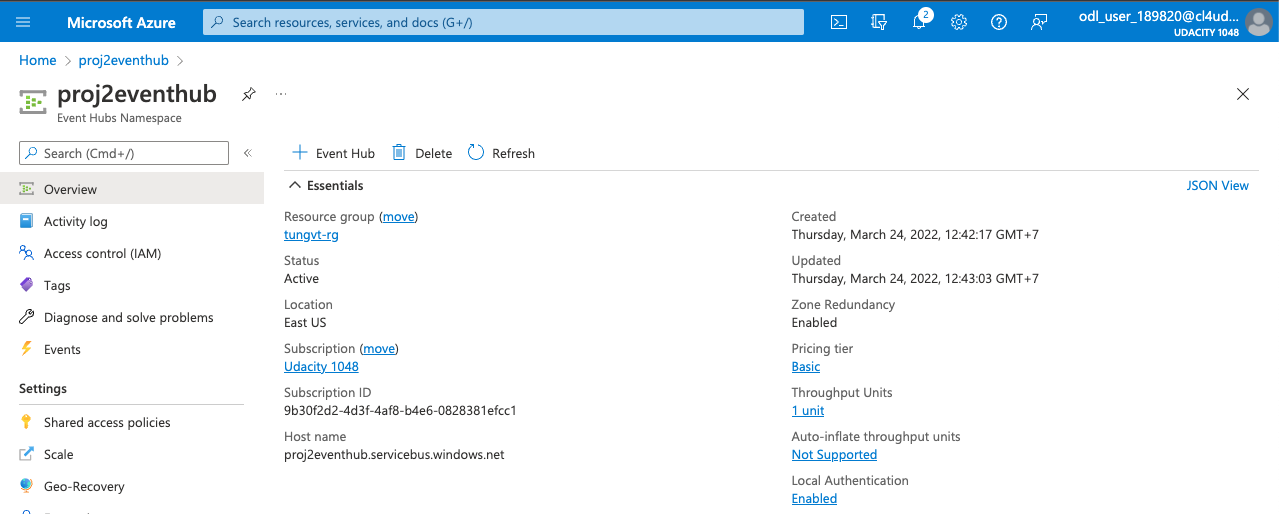 Microsoft Azure
Search resources, services, and docs (G+/)
2
odl_user_189820@cl4ud...
UDACITY 1048
Home > proj2eventhub >
proj2eventhub
...
Event Hubs Namespace
Search (Cmd+/)
«
Overview
Activity log
Access control (IAM)
Tags
Diagnose and solve problems
Events
Settings
Shared access policies
Scale
Geo-Recovery
+ Event Hub
Delete
Refresh
Essentials
JSON View
Resource group (move)
tungvt-rg
Status
Active
Location
East US
Subscription (move)
Udacity 1048
Subscription ID
9b30f2d2-4d3f-4af8-b4e6-0828381efcc1
Host name
proj2eventhub.servicebus.windows.net
Created
Thursday, March 24, 2022, 12:42:17 GMT+7
Updated
Thursday, March 24, 2022, 12:43:03 GMT+7
Zone Redundancy
Enabled
Pricing tier
Basic
Throughput Units
1 unit
Auto-inflate throughput units
Not Supported
Local Authentication
Enabled